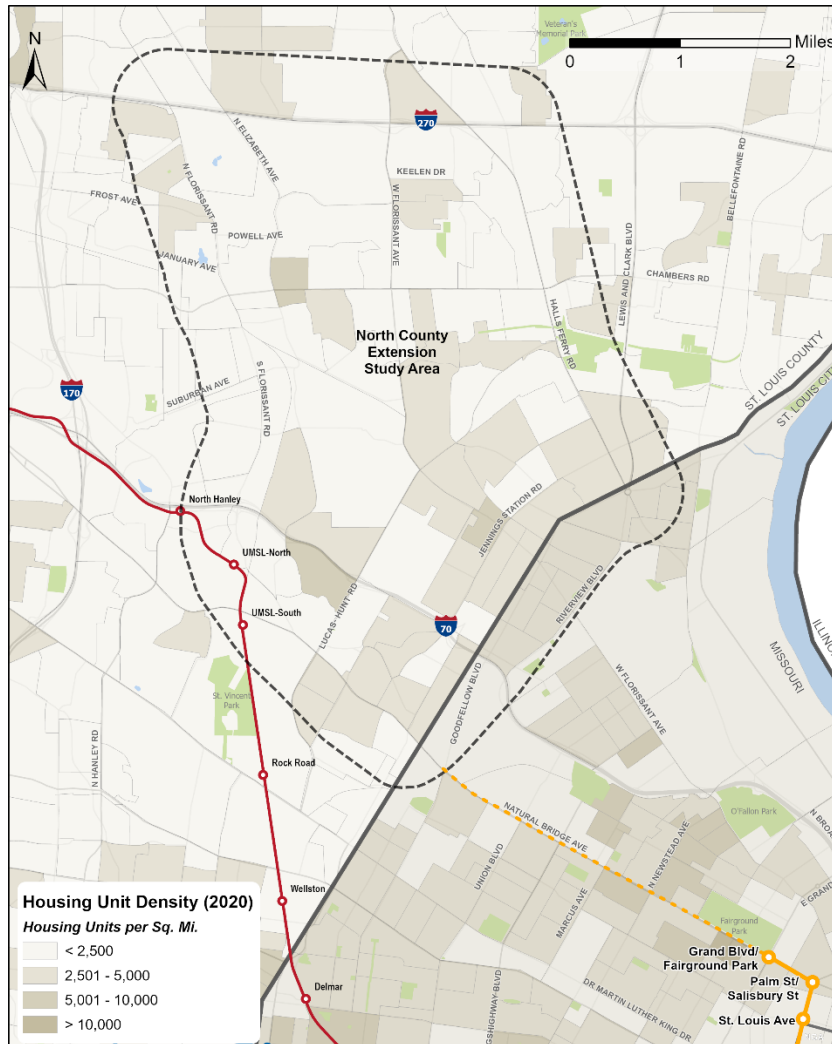 N
Veteran's
Memorial Park
Miles
0 1 2
270
N ELIZABETH AVE
N FLORISSANT RD
KEELEN DR
W FLORISSANT AVE
BELLEFONTAINE RD
FROST AVE
POWELL AVE
JANUARY AVE
LEWIS AND CLARK BLVD
CHAMBERS RD
HALLS FERRY RD
North County
Extension
Study Area
ST. LOUIS COUNTY
ST. LOUIS CITY
170
SUBURBAN AVE
S FLORISSANT RD
North Hanley
JENNINGS STATION RD
UMSL-North
RIVERVIEW BLVD
LUCAS- HUNT RD
UMSL-South
70
ILLINOIS
MISSOURI
W FLORISSANT AVE
GOODFELLOW BLVD
St. Vincent
Park
N HANLEY RD
Rock Road
NATURAL BRIDGE AVE
O'Fallon Park
N BROA
N NEWSTEAD AVE
UNION BLVD
MARCUS AVE
E GRAND
Wellston
Fairground
Park
Grand Blvd/
Fairground Park
Palm St/
Salisbury St
Delmar
DR MARTIN LUTHER KING DR
GSHIGHWAY BLVD
St. Louis Ave
Housing Unit Density (2020)
Housing Units per Sq. Mi.
< 2,500
2,501 - 5,000
5,001 - 10,000
> 10,000